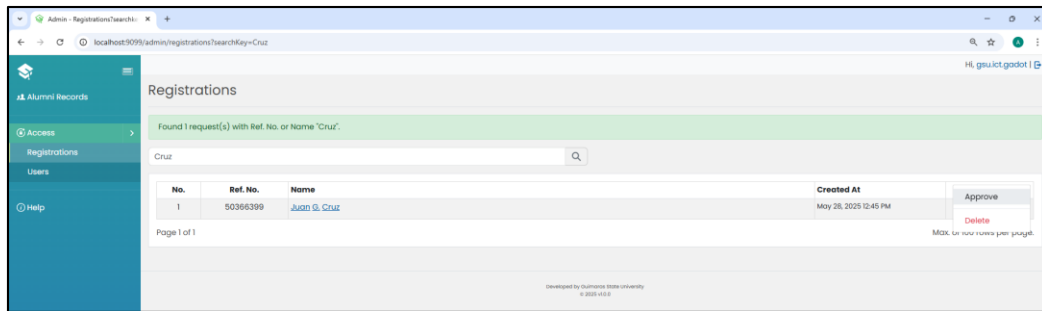 Admin - Registrations?searchKe
localhost:9099/admin/registrations?searchKey=Cruz
Hi, gsu.ict.gadot |
Alumni Records
Registrations
Access
Found 1 request(s) with Ref. No. or Name "Cruz".
Registrations
Cruz
Users
No. Ref. No. Name Created At
1 50366399 Juan G. Cruz May 28, 2025 12:45 PM
Approve
Delete
Help
Page 1 of 1
Max. of 100 rows per page.
Developed by Guimaras State University
© 2025 v1.0.0